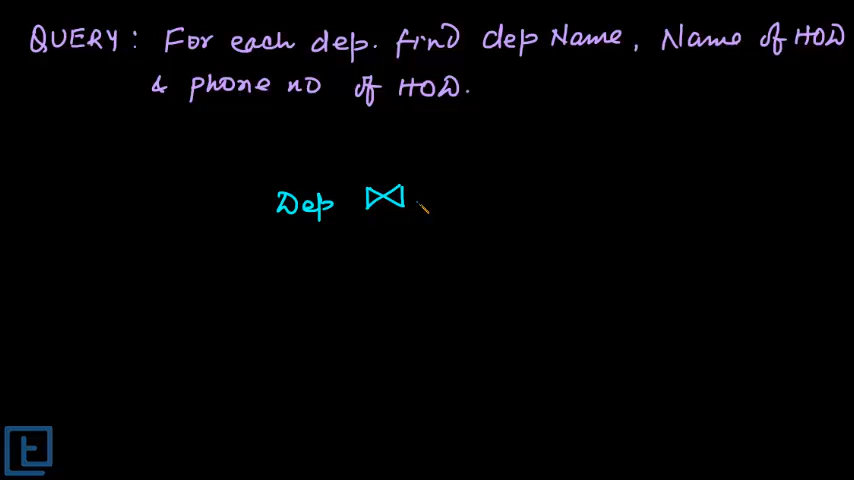 QUERY: For each dep. find dep Name, Name of HOD
& phone no of HOD.
Dep ⋈